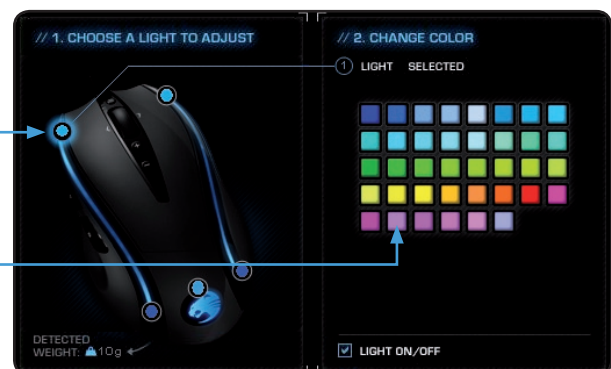 // 1. CHOOSE A LIGHT TO ADJUST
DETECTED
WEIGHT: 10g
// 2. CHANGE COLOR
1 LIGHT SELECTED
LIGHT ON/OFF